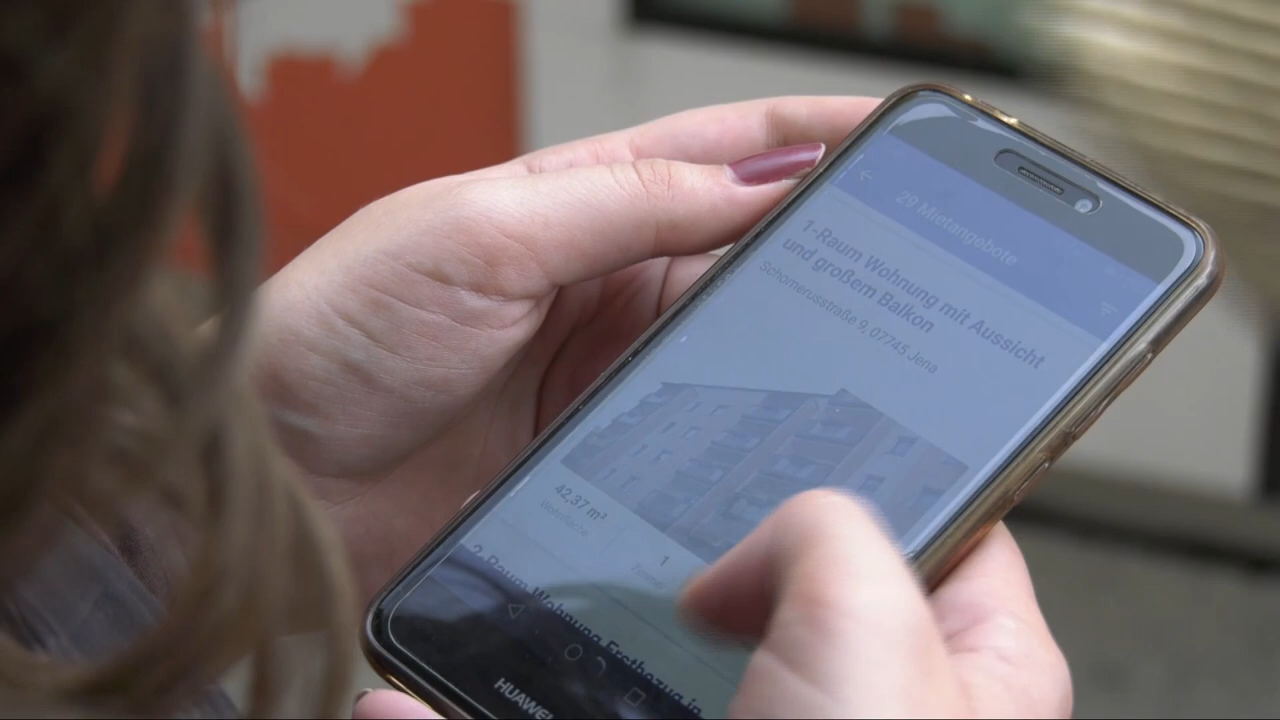 29 Mietangebote
1-Raum Wohnung mit Aussicht
und großem Balkon
Schomerusstraße 9, 07745 Jena
42,37 m²
Wohnfläche
1
Zimmer
2-Raum Wohnung Erstbezug in
HUAWEI